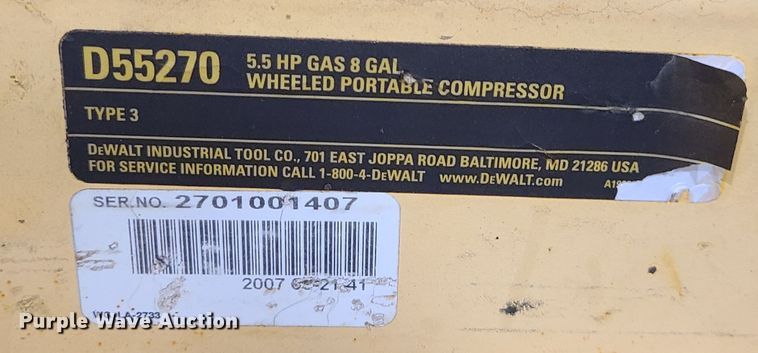 D55270
5.5 HP GAS 8 GAL
WHEELED PORTABLE COMPRESSOR
TYPE 3
DEWALT INDUSTRIAL TOOL CO., 701 EAST JOPPA ROAD BALTIMORE, MD 21286 USA
FOR SERVICE INFORMATION CALL 1-800-4-DEWALT www.DEWALT.com
SER.NO. 2701001407
2007
Purple Wave Auction